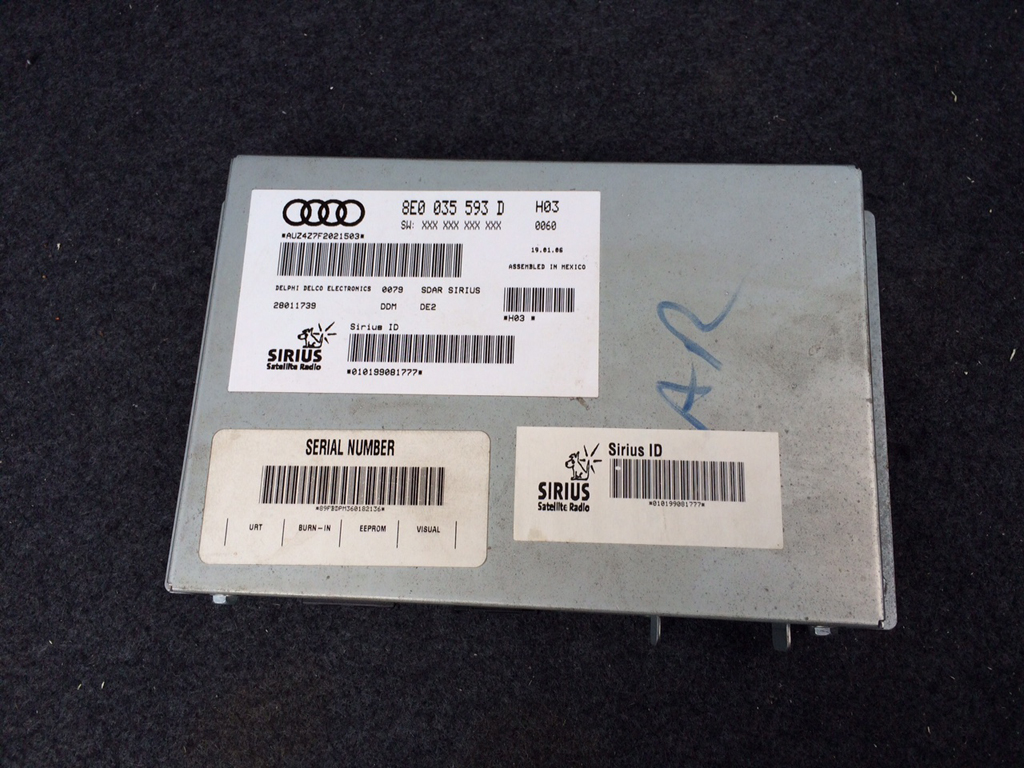 8E0 035 593 D H03
SW: XXX XXX XXX XXX 0060
*AUZ4Z7F2021503*
19.01.06
ASSEMBLED IN MEXICO
DELPHI DELCO ELECTRONICS 0079 SDAR SIRIUS
28011739 DDM DE2
*H03 *
Sirius ID
SIRIUS
Satellite Radio
*010199081777*
AR
SERIAL NUMBER
*89FBDPM360182136*
URT BURN-IN EEPROM VISUAL
Sirius ID
*010199081777*
SIRIUS
Satellite Radio